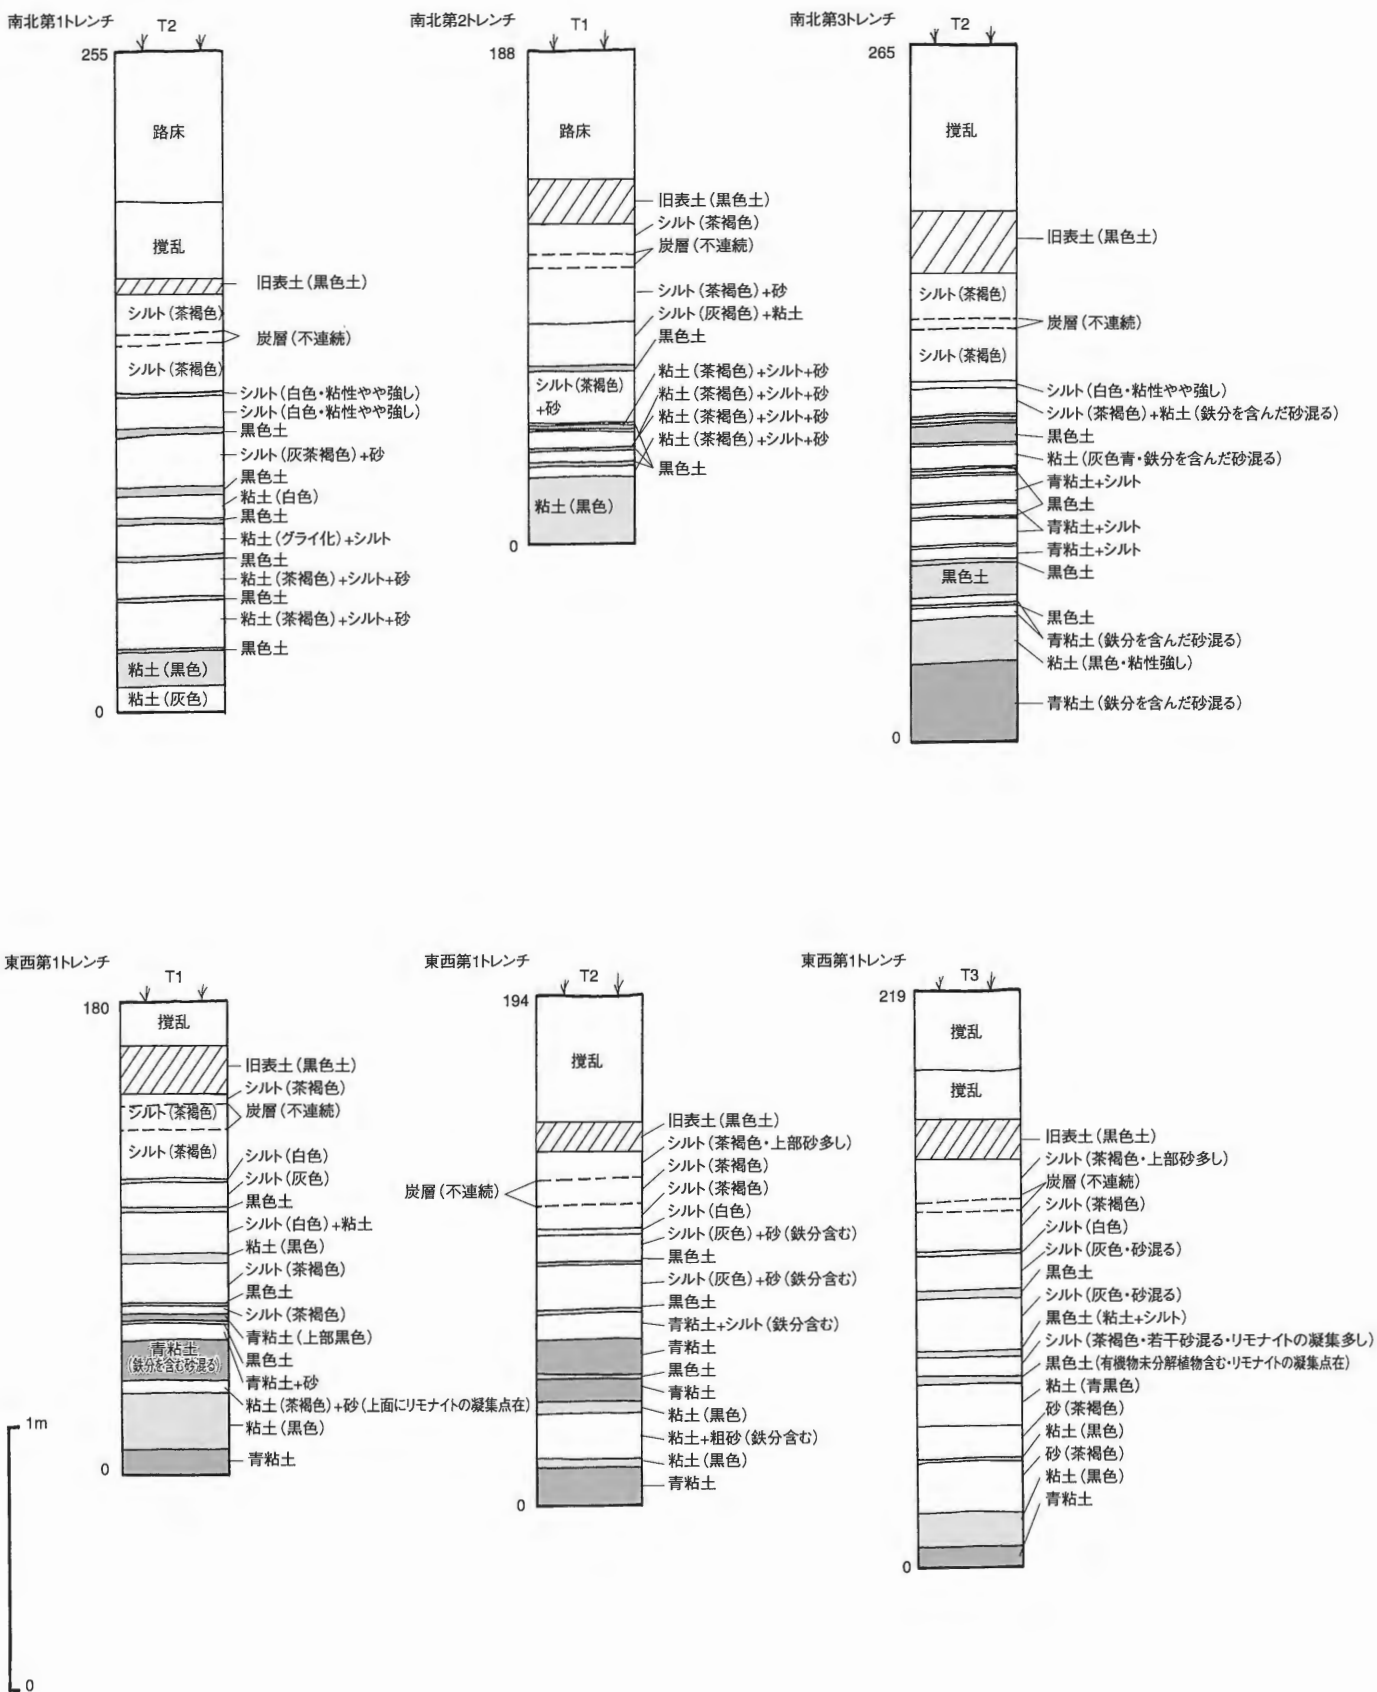 南北第1トレンチ
T2
255
路床
攪乱
旧表土(黒色土)
シルト(茶褐色)
炭層(不連続)
シルト(茶褐色)
シルト(白色・粘性やや強し)
シルト(白色・粘性やや強し)
黒色土
シルト(灰茶褐色)+砂
黒色土
粘土(白色)
黒色土
粘土(グライ化)+シルト
黒色土
粘土(茶褐色)+シルト+砂
黒色土
粘土(茶褐色)+シルト+砂
黒色土
粘土(黒色)
粘土(灰色)
0
南北第2トレンチ
T1
188
路床
旧表土(黒色土)
シルト(茶褐色)
炭層(不連続)
シルト(茶褐色)+砂
シルト(灰褐色)+粘土
黒色土
シルト(茶褐色)
+砂
粘土(茶褐色)+シルト+砂
粘土(茶褐色)+シルト+砂
粘土(茶褐色)+シルト+砂
粘土(茶褐色)+シルト+砂
黒色土
粘土(黒色)
0
南北第3トレンチ
T2
265
攪乱
旧表土(黒色土)
シルト(茶褐色)
炭層(不連続)
シルト(茶褐色)
シルト(白色・粘性やや強し)
シルト(茶褐色)+粘土(鉄分を含んだ砂混る)
黒色土
粘土(灰色青・鉄分を含んだ砂混る)
青粘土+シルト
黒色土
青粘土+シルト
青粘土+シルト
黒色土
黒色土
黒色土
青粘土(鉄分を含んだ砂混る)
粘土(黒色・粘性強し)
青粘土(鉄分を含んだ砂混る)
0
東西第1トレンチ
T1
180
攪乱
旧表土(黒色土)
シルト(茶褐色)
シルト(茶褐色)
炭層(不連続)
シルト(茶褐色)
シルト(白色)
シルト(灰色)
黒色土
シルト(白色)+粘土
粘土(黒色)
シルト(茶褐色)
黒色土
シルト(茶褐色)
青粘土(上部黒色)
青粘土
(鉄分を含む砂混る)
黒色土
青粘土+砂
粘土(茶褐色)+砂(上面にリモナイトの凝集点在)
粘土(黒色)
青粘土
0
東西第1トレンチ
T2
194
攪乱
旧表土(黒色土)
シルト(茶褐色・上部砂多し)
シルト(茶褐色)
炭層(不連続)
シルト(茶褐色)
シルト(白色)
シルト(灰色)+砂(鉄分含む)
黒色土
シルト(灰色)+砂(鉄分含む)
黒色土
青粘土+シルト(鉄分含む)
青粘土
黒色土
青粘土
粘土(黒色)
粘土+粗砂(鉄分含む)
粘土(黒色)
青粘土
0
東西第1トレンチ
T3
219
攪乱
攪乱
旧表土(黒色土)
シルト(茶褐色・上部砂多し)
炭層(不連続)
シルト(茶褐色)
シルト(白色)
シルト(灰色・砂混る)
黒色土
シルト(灰色・砂混る)
黒色土(粘土+シルト)
シルト(茶褐色・若干砂混る・リモナイトの凝集多し)
黒色土(有機物未分解植物含む・リモナイトの凝集点在)
粘土(青黒色)
砂(茶褐色)
粘土(黒色)
砂(茶褐色)
粘土(黒色)
青粘土
0
1m
0